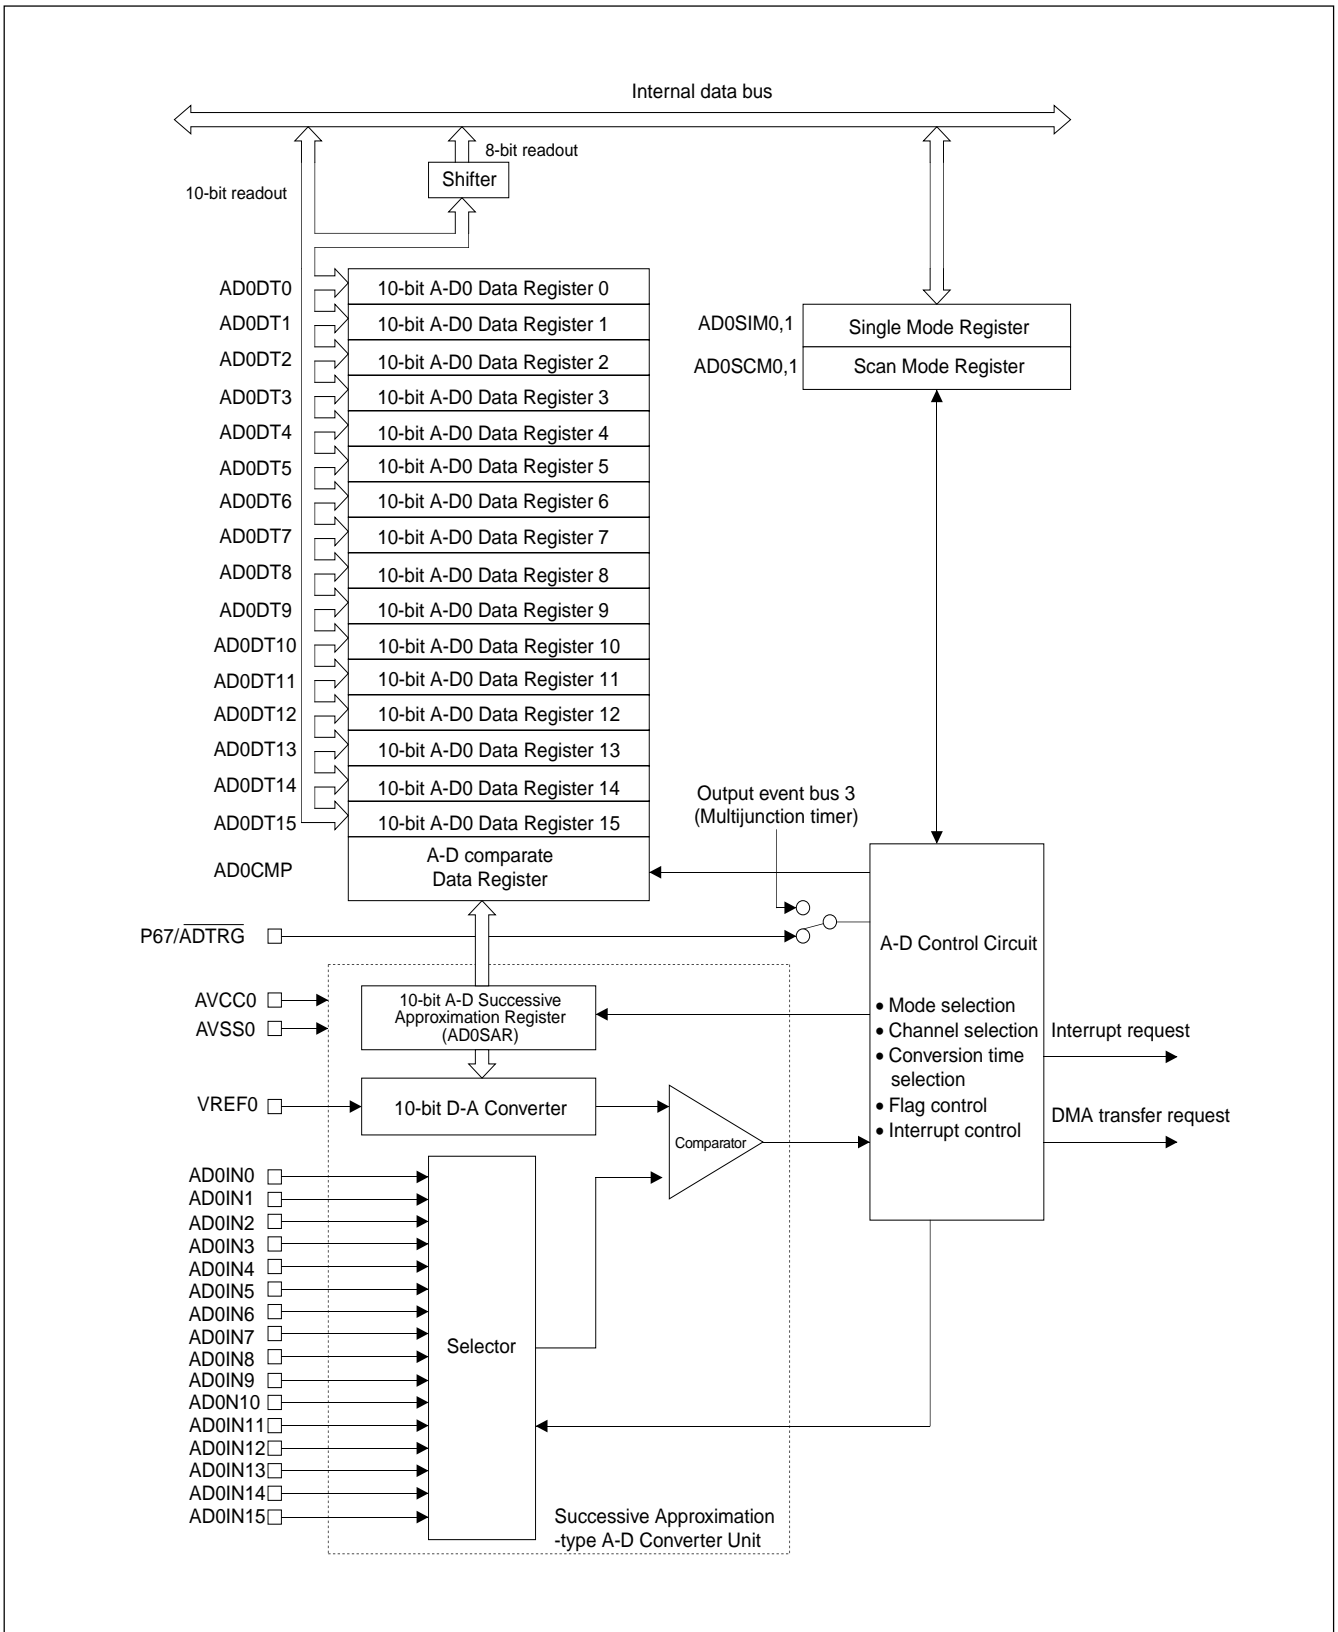 Internal data bus
8-bit readout
Shifter
10-bit readout
AD0DT0
10-bit A-D0 Data Register 0
AD0DT1
10-bit A-D0 Data Register 1
AD0SIM0,1
Single Mode Register
AD0DT2
10-bit A-D0 Data Register 2
AD0SCM0,1
Scan Mode Register
AD0DT3
10-bit A-D0 Data Register 3
AD0DT4
10-bit A-D0 Data Register 4
AD0DT5
10-bit A-D0 Data Register 5
AD0DT6
10-bit A-D0 Data Register 6
AD0DT7
10-bit A-D0 Data Register 7
AD0DT8
10-bit A-D0 Data Register 8
AD0DT9
10-bit A-D0 Data Register 9
AD0DT10
10-bit A-D0 Data Register 10
AD0DT11
10-bit A-D0 Data Register 11
AD0DT12
10-bit A-D0 Data Register 12
AD0DT13
10-bit A-D0 Data Register 13
AD0DT14
10-bit A-D0 Data Register 14
AD0DT15
10-bit A-D0 Data Register 15
Output event bus 3
(Multijunction timer)
AD0CMP
A-D comparate
Data Register
P67/ADTRG
A-D Control Circuit
• Mode selection
• Channel selection
• Conversion time
selection
• Flag control
• Interrupt control
Interrupt request
DMA transfer request
AVCC0
AVSS0
10-bit A-D Successive
Approximation Register
(AD0SAR)
VREF0
10-bit D-A Converter
Comparator
AD0IN0
AD0IN1
AD0IN2
AD0IN3
AD0IN4
AD0IN5
AD0IN6
AD0IN7
AD0IN8
AD0IN9
AD0N10
AD0IN11
AD0IN12
AD0IN13
AD0IN14
AD0IN15
Selector
Successive Approximation
-type A-D Converter Unit